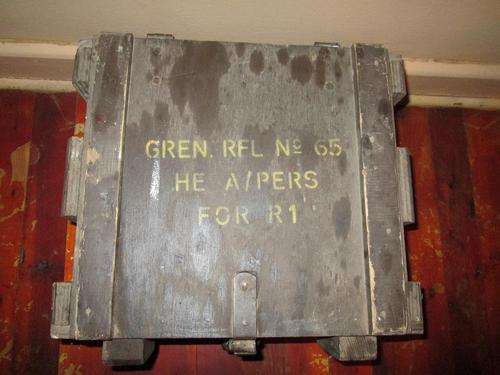 GREN. RFL Nº 65
HE A/PERS
FOR R1